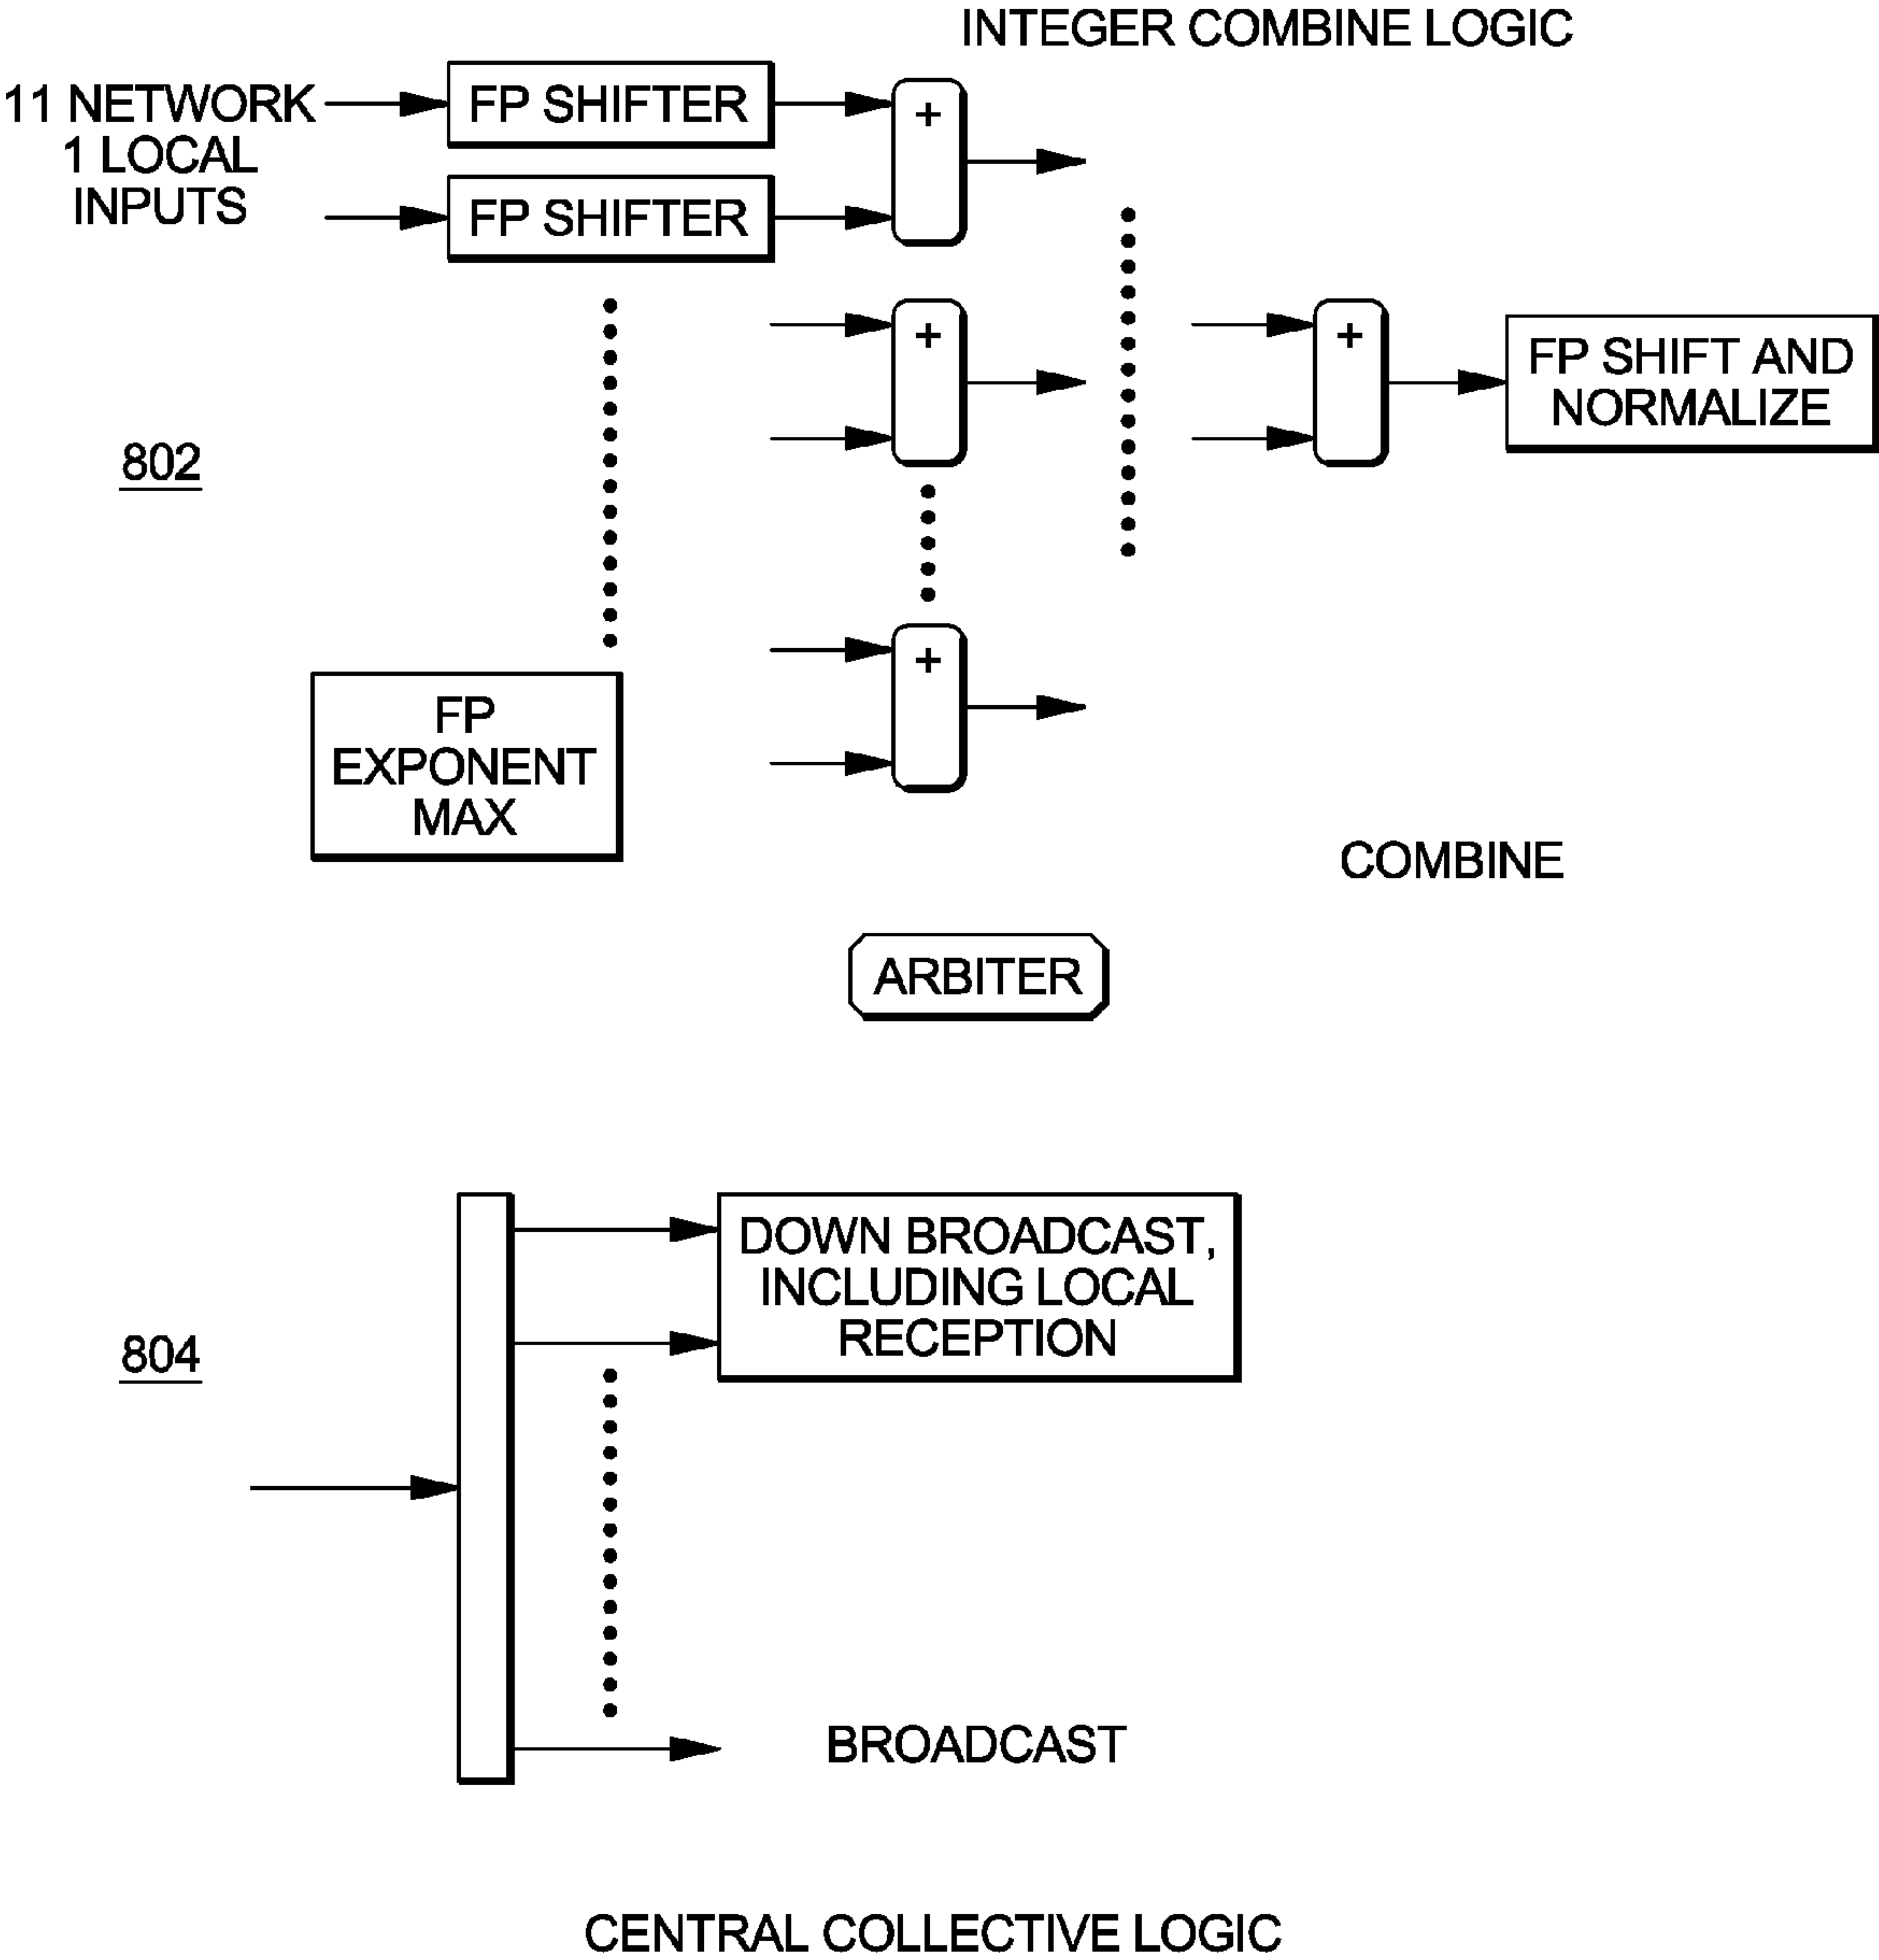 INTEGER COMBINE LOGIC
11 NETWORK
1 LOCAL
INPUTS
FP SHIFTER
+
FP SHIFTER
+
+
FP SHIFT AND
NORMALIZE
802
+
FP
EXPONENT
MAX
COMBINE
ARBITER
DOWN BROADCAST,
INCLUDING LOCAL
RECEPTION
804
BROADCAST
CENTRAL COLLECTIVE LOGIC